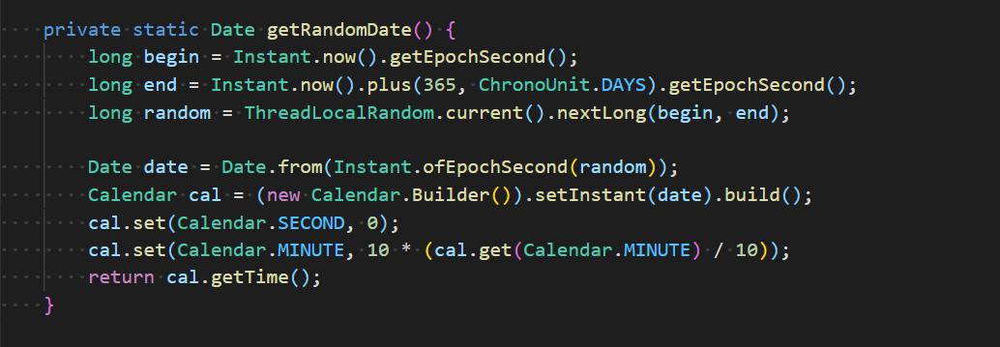 private static Date getRandomDate() {
long begin = Instant.now().getEpochSecond();
long end = Instant.now().plus(365, ChronoUnit.DAYS).getEpochSecond();
long random = ThreadLocalRandom.current().nextLong(begin, end);
Date date = Date.from(Instant.ofEpochSecond(random));
Calendar cal = (new Calendar.Builder()).setInstant(date).build();
cal.set(Calendar.SECOND, 0);
cal.set(Calendar.MINUTE, 10 * (cal.get(Calendar.MINUTE) / 10));
return cal.getTime();
}